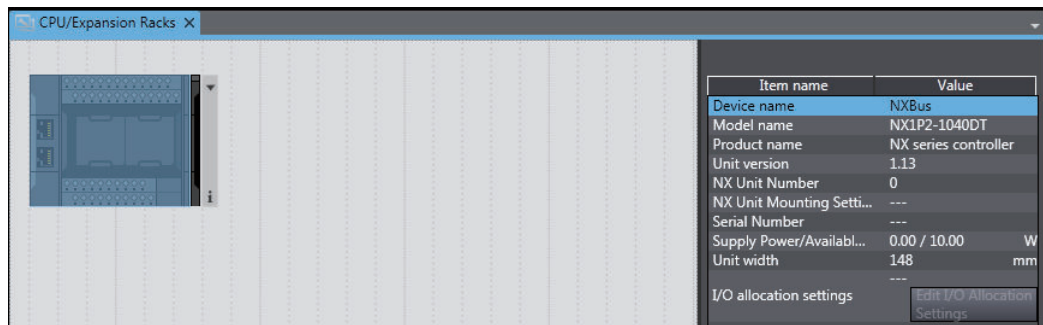 CPU/Expansion Racks
Item name Value
Device name NXBus
Model name NX1P2-1040DT
Product name NX series controller
Unit version 1.13
NX Unit Number 0
NX Unit Mounting Setti... ---
Serial Number ---
Supply Power/Availabl... 0.00 / 10.00 W
Unit width 148 mm
---
I/O allocation settings Edit I/O Allocation
Settings